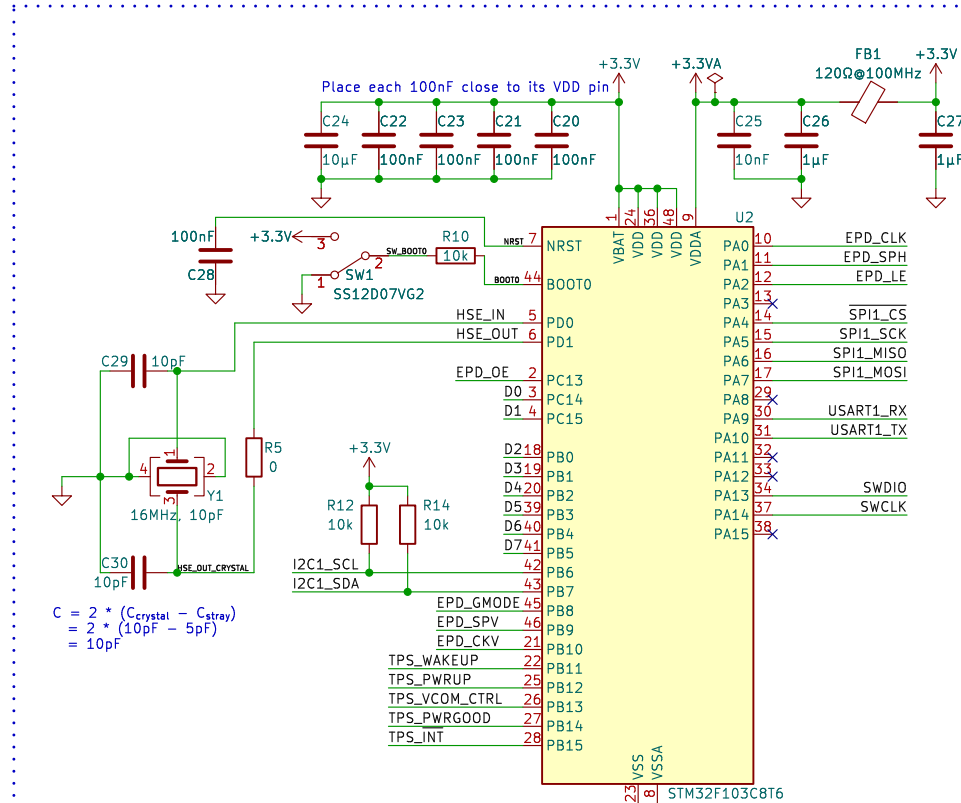 FB1
+3.3V
+3.3VA
120Ω@100MHz
+3.3V
Place each 100nF close to its VDD pin
C24
C22
C23
C21
C20
C25
C26
C27
10µF
100nF
100nF
100nF
100nF
10nF
1µF
1µF
1
24
36
48
9
U2
VBAT
VDD
VDD
VDD
VDDA
100nF
C28
+3.3V
3
2
1
SW1
SS12D07VG2
SW_BOOT0
R10
10k
NRST
7
NRST
BOOT0
44
BOOT0
HSE_IN
5
PD0
HSE_OUT
6
PD1
EPD_OE
2
PC13
D0
3
PC14
D1
4
PC15
D2
18
PB0
D3
19
PB1
D4
20
PB2
D5
39
PB3
D6
40
PB4
D7
41
PB5
I2C1_SCL
42
PB6
I2C1_SDA
43
PB7
EPD_GMODE
45
PB8
EPD_SPV
46
PB9
EPD_CKV
21
PB10
TPS_WAKEUP
22
PB11
TPS_PWRUP
25
PB12
TPS_VCOM_CTRL
26
PB13
TPS_PWRGOOD
27
PB14
TPS_INT
28
PB15
PA0
10
EPD_CLK
PA1
11
EPD_SPH
PA2
12
EPD_LE
PA3
13
PA4
14
SPI1_CS
PA5
15
SPI1_SCK
PA6
16
SPI1_MISO
PA7
17
SPI1_MOSI
PA8
29
PA9
30
USART1_RX
PA10
31
USART1_TX
PA11
32
PA12
33
PA13
34
SWDIO
PA14
37
SWCLK
PA15
38
C29
10pF
4
1
2
3
Y1
16MHz, 10pF
R5
0
C30
10pF
HSE_OUT_CRYSTAL
+3.3V
R12
10k
R14
10k
C = 2 * (Ccrystal − Cstray)
= 2 * (10pF − 5pF)
= 10pF
VSS
VSSA
23
8
STM32F103C8T6